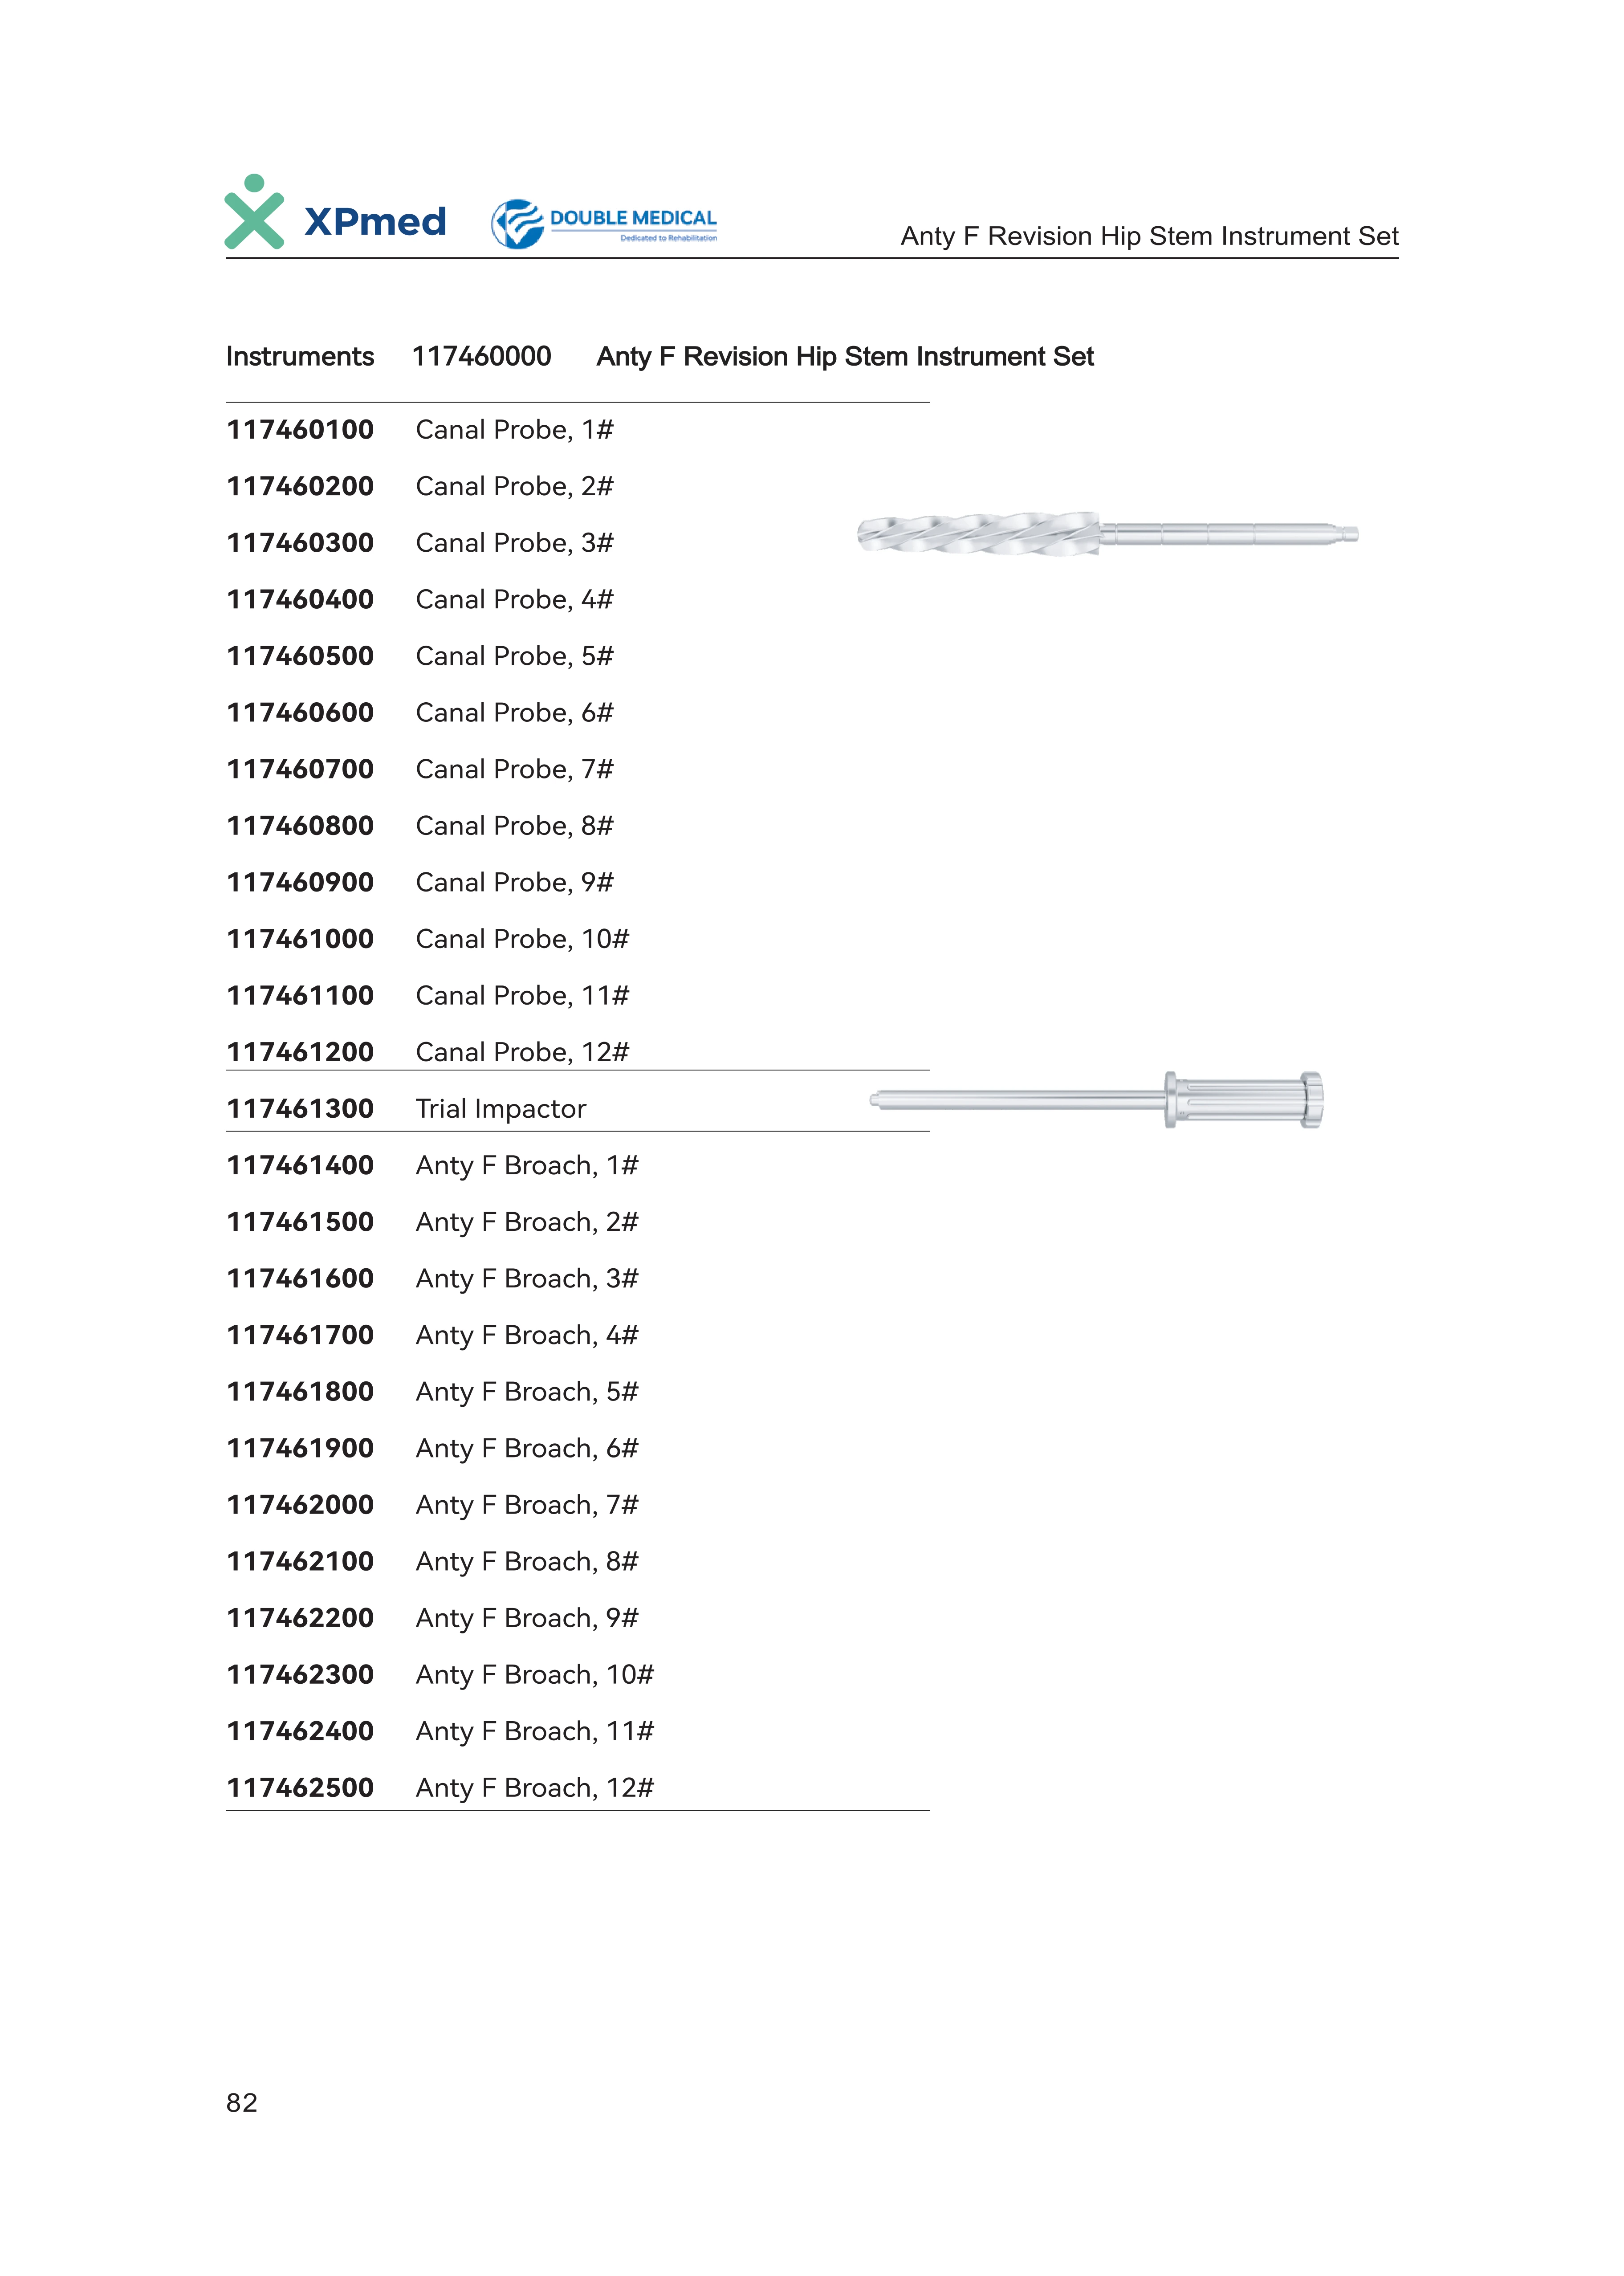 XPmed
DOUBLE MEDICAL
Dedicated to Rehabilitation
Anty F Revision Hip Stem Instrument Set
Instruments 117460000 Anty F Revision Hip Stem Instrument Set
117460100 Canal Probe, 1#
117460200 Canal Probe, 2#
117460300 Canal Probe, 3#
117460400 Canal Probe, 4#
117460500 Canal Probe, 5#
117460600 Canal Probe, 6#
117460700 Canal Probe, 7#
117460800 Canal Probe, 8#
117460900 Canal Probe, 9#
117461000 Canal Probe, 10#
117461100 Canal Probe, 11#
117461200 Canal Probe, 12#
117461300 Trial Impactor
117461400 Anty F Broach, 1#
117461500 Anty F Broach, 2#
117461600 Anty F Broach, 3#
117461700 Anty F Broach, 4#
117461800 Anty F Broach, 5#
117461900 Anty F Broach, 6#
117462000 Anty F Broach, 7#
117462100 Anty F Broach, 8#
117462200 Anty F Broach, 9#
117462300 Anty F Broach, 10#
117462400 Anty F Broach, 11#
117462500 Anty F Broach, 12#
82